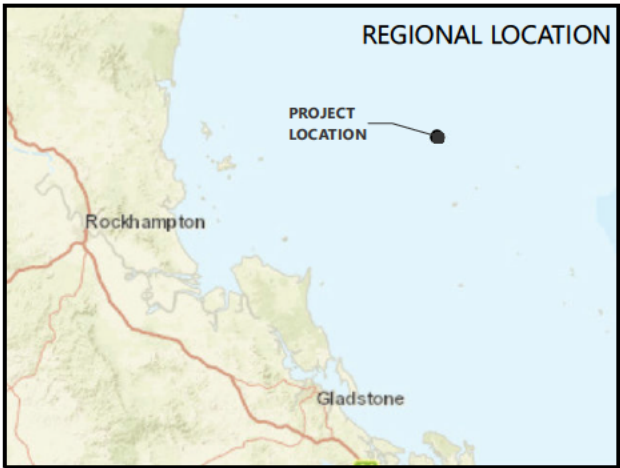 REGIONAL LOCATION
PROJECT
LOCATION
Rockhampton
Gladstone